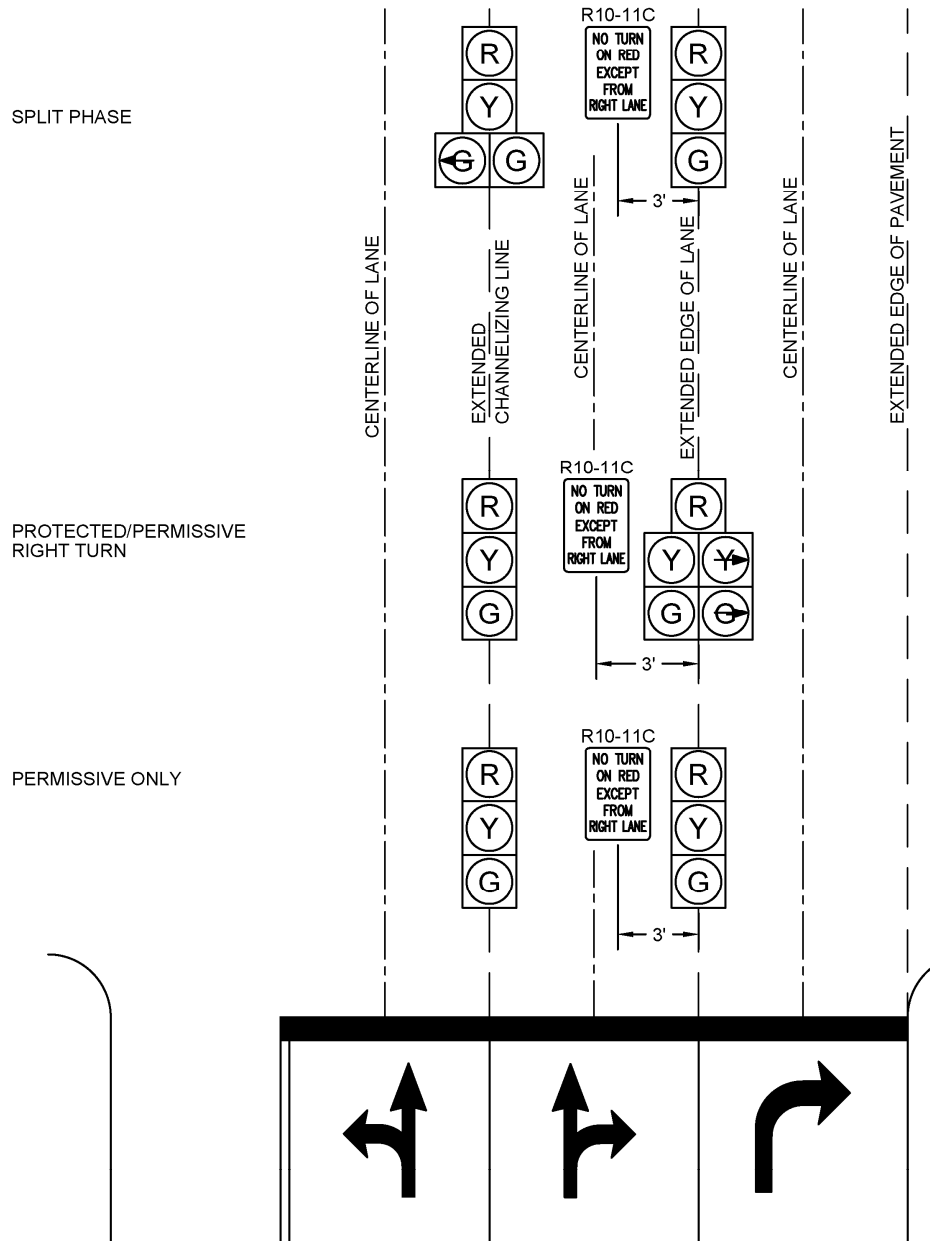 R10-11C
NO TURN
ON RED
EXCEPT
FROM
RIGHT LANE
R
R
SPLIT PHASE
Y
Y
G
G
G
3'
CENTERLINE OF LANE
EXTENDED
CHANNELIZING LINE
CENTERLINE OF LANE
EXTENDED EDGE OF LANE
CENTERLINE OF LANE
EXTENDED EDGE OF PAVEMENT
R10-11C
NO TURN
ON RED
EXCEPT
FROM
RIGHT LANE
PROTECTED/PERMISSIVE
RIGHT TURN
R
R
Y
Y
Y
G
G
G
3'
R10-11C
NO TURN
ON RED
EXCEPT
FROM
RIGHT LANE
PERMISSIVE ONLY
R
R
Y
Y
G
G
3'